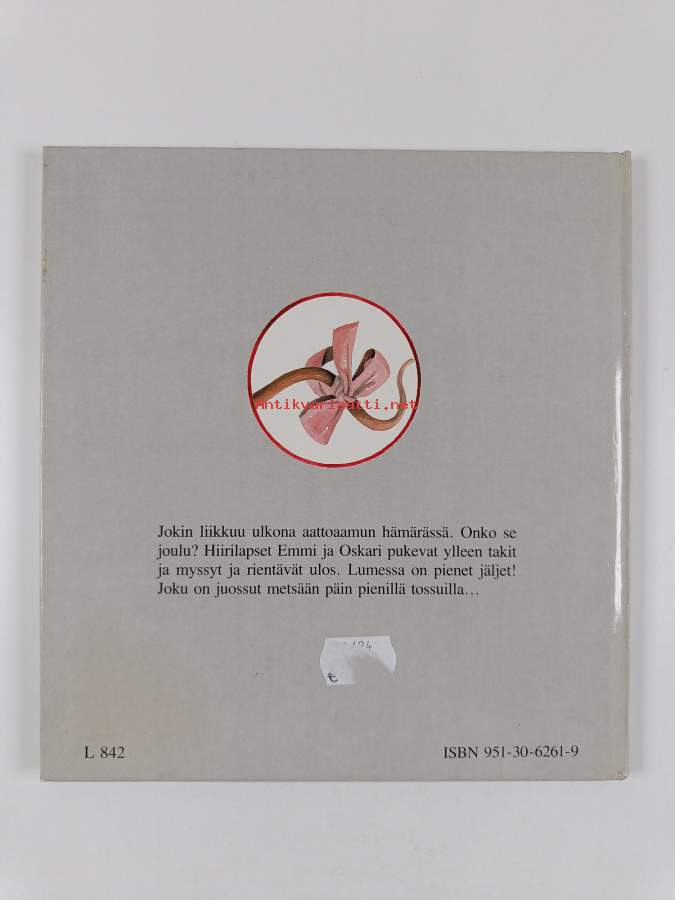 antikvariaatti.net
Jokin liikkuu ulkona aattoaamun hämärässä. Onko se
joulu? Hiirilapset Emmi ja Oskari pukevat ylleen takit
ja myssyt ja rientävät ulos. Lumessa on pienet jäljet!
Joku on juossut metsään päin pienillä tossuilla...
€
L 842
ISBN 951-30-6261-9